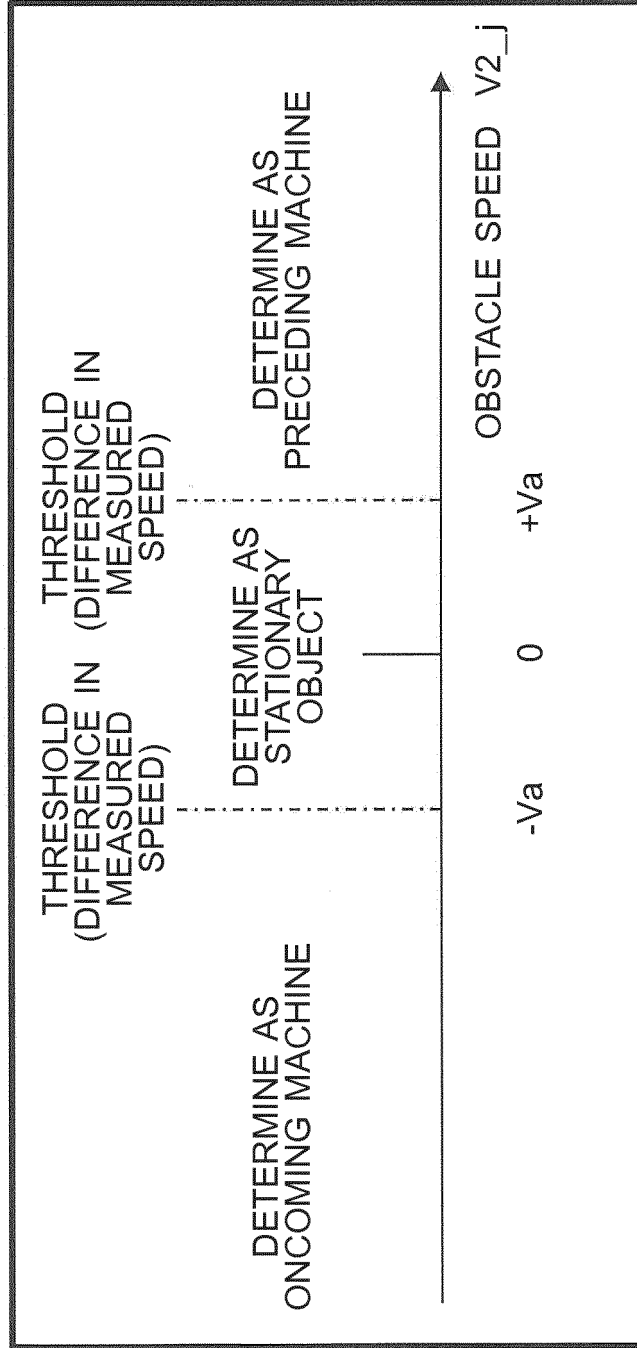 THRESHOLD
(DIFFERENCE IN
MEASURED
SPEED)
THRESHOLD
(DIFFERENCE IN
MEASURED
SPEED)
DETERMINE AS
ONCOMING MACHINE
DETERMINE AS
STATIONARY
OBJECT
DETERMINE AS
PRECEDING MACHINE
-Va
0
+Va
OBSTACLE SPEED V2_j